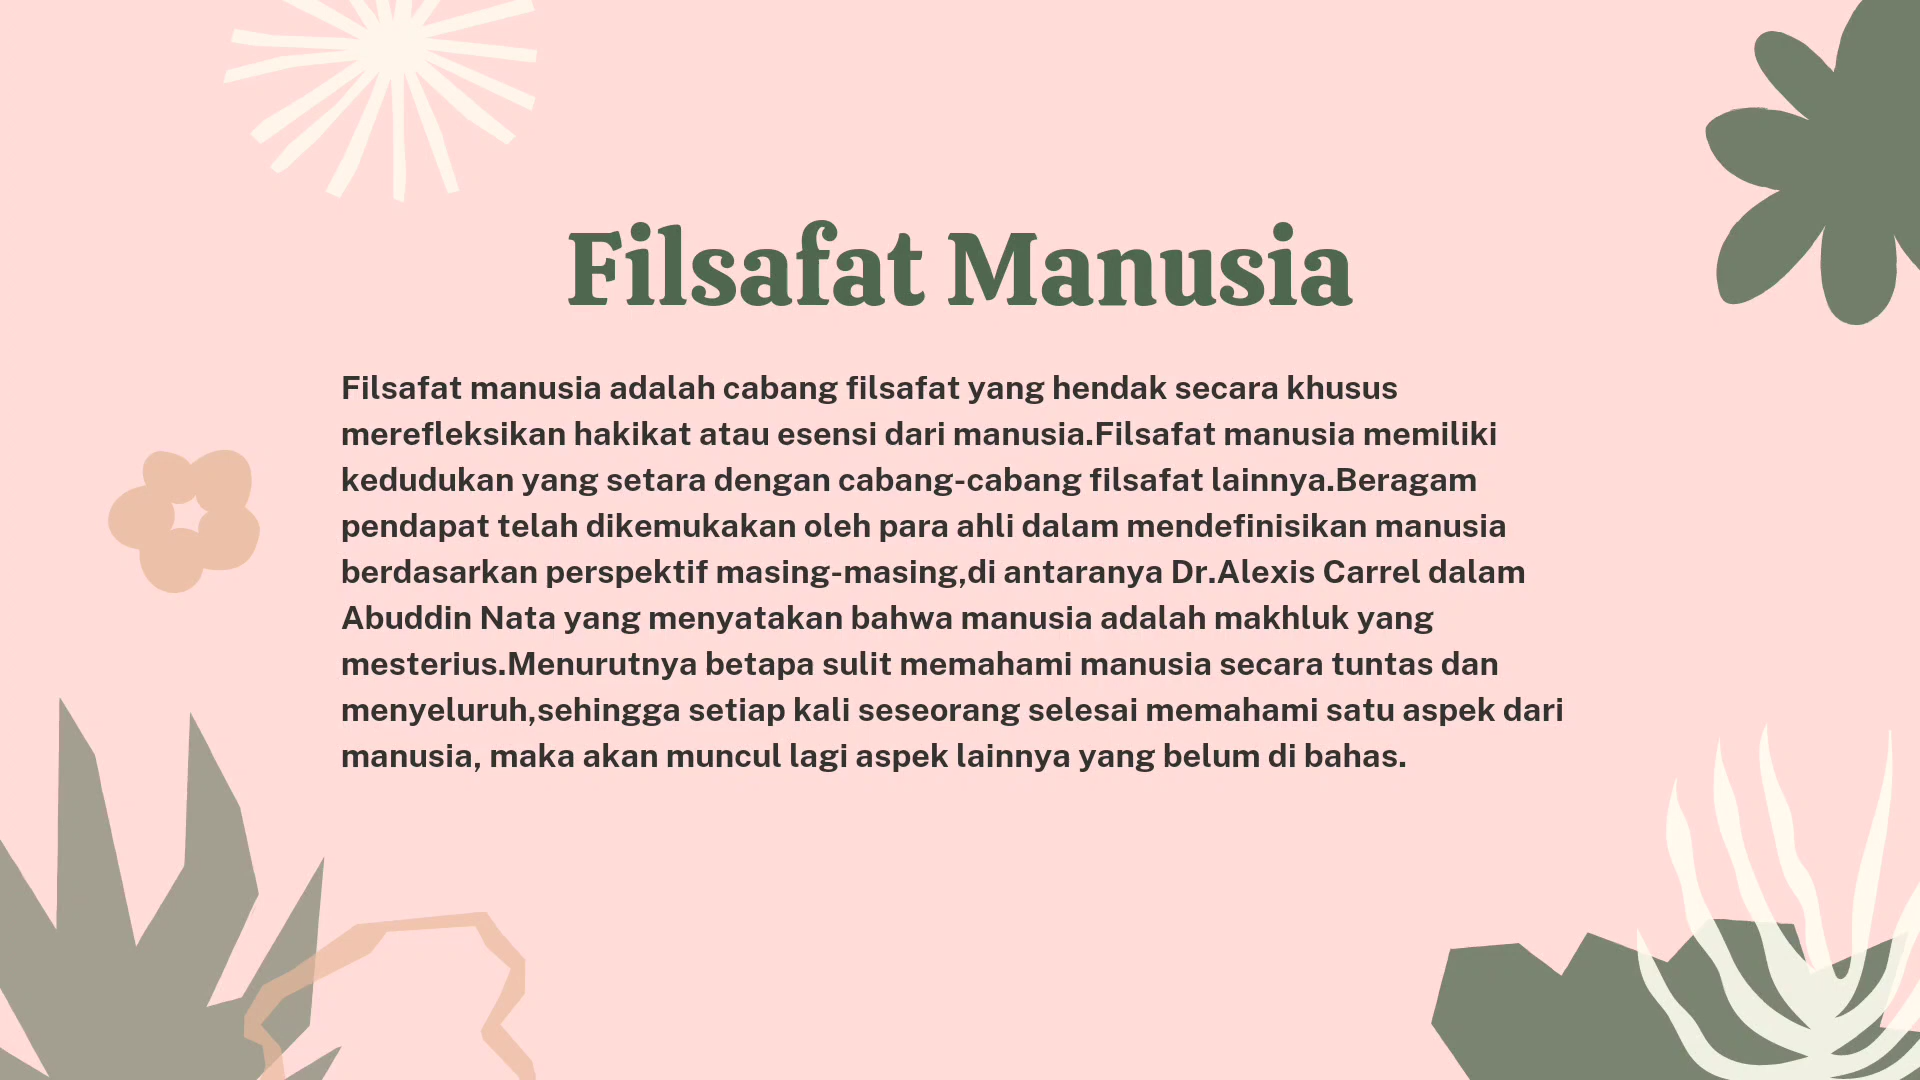 Filsafat Manusia
Filsafat manusia adalah cabang filsafat yang hendak secara khusus
merefleksikan hakikat atau esensi dari manusia.Filsafat manusia memiliki
kedudukan yang setara dengan cabang-cabang filsafat lainnya.Beragam
pendapat telah dikemukakan oleh para ahli dalam mendefinisikan manusia
berdasarkan perspektif masing-masing,di antaranya Dr.Alexis Carrel dalam
Abuddin Nata yang menyatakan bahwa manusia adalah makhluk yang
mesterius.Menurutnya betapa sulit memahami manusia secara tuntas dan
menyeluruh,sehingga setiap kali seseorang selesai memahami satu aspek dari
manusia, maka akan muncul lagi aspek lainnya yang belum di bahas.